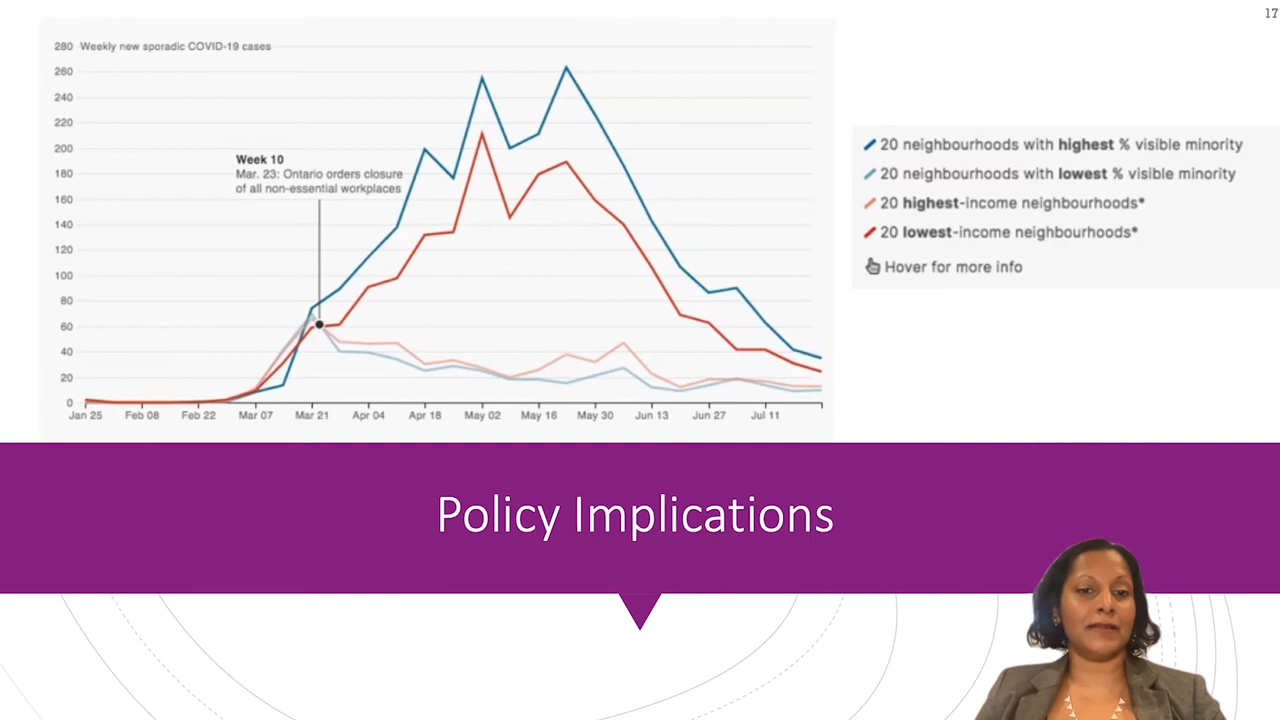 17
280 Weekly new sporadic COVID-19 cases
260
240
220
200
180
160
140
120
100
80
60
40
20
0
Week 10
Mar. 23: Ontario orders closure
of all non-essential workplaces
Jan 25 Feb 08 Feb 22 Mar 07 Mar 21 Apr 04 Apr 18 May 02 May 16 May 30 Jun 13 Jun 27 Jul 11
20 neighbourhoods with highest % visible minority
20 neighbourhoods with lowest % visible minority
20 highest-income neighbourhoods*
20 lowest-income neighbourhoods*
Hover for more info
Policy Implications